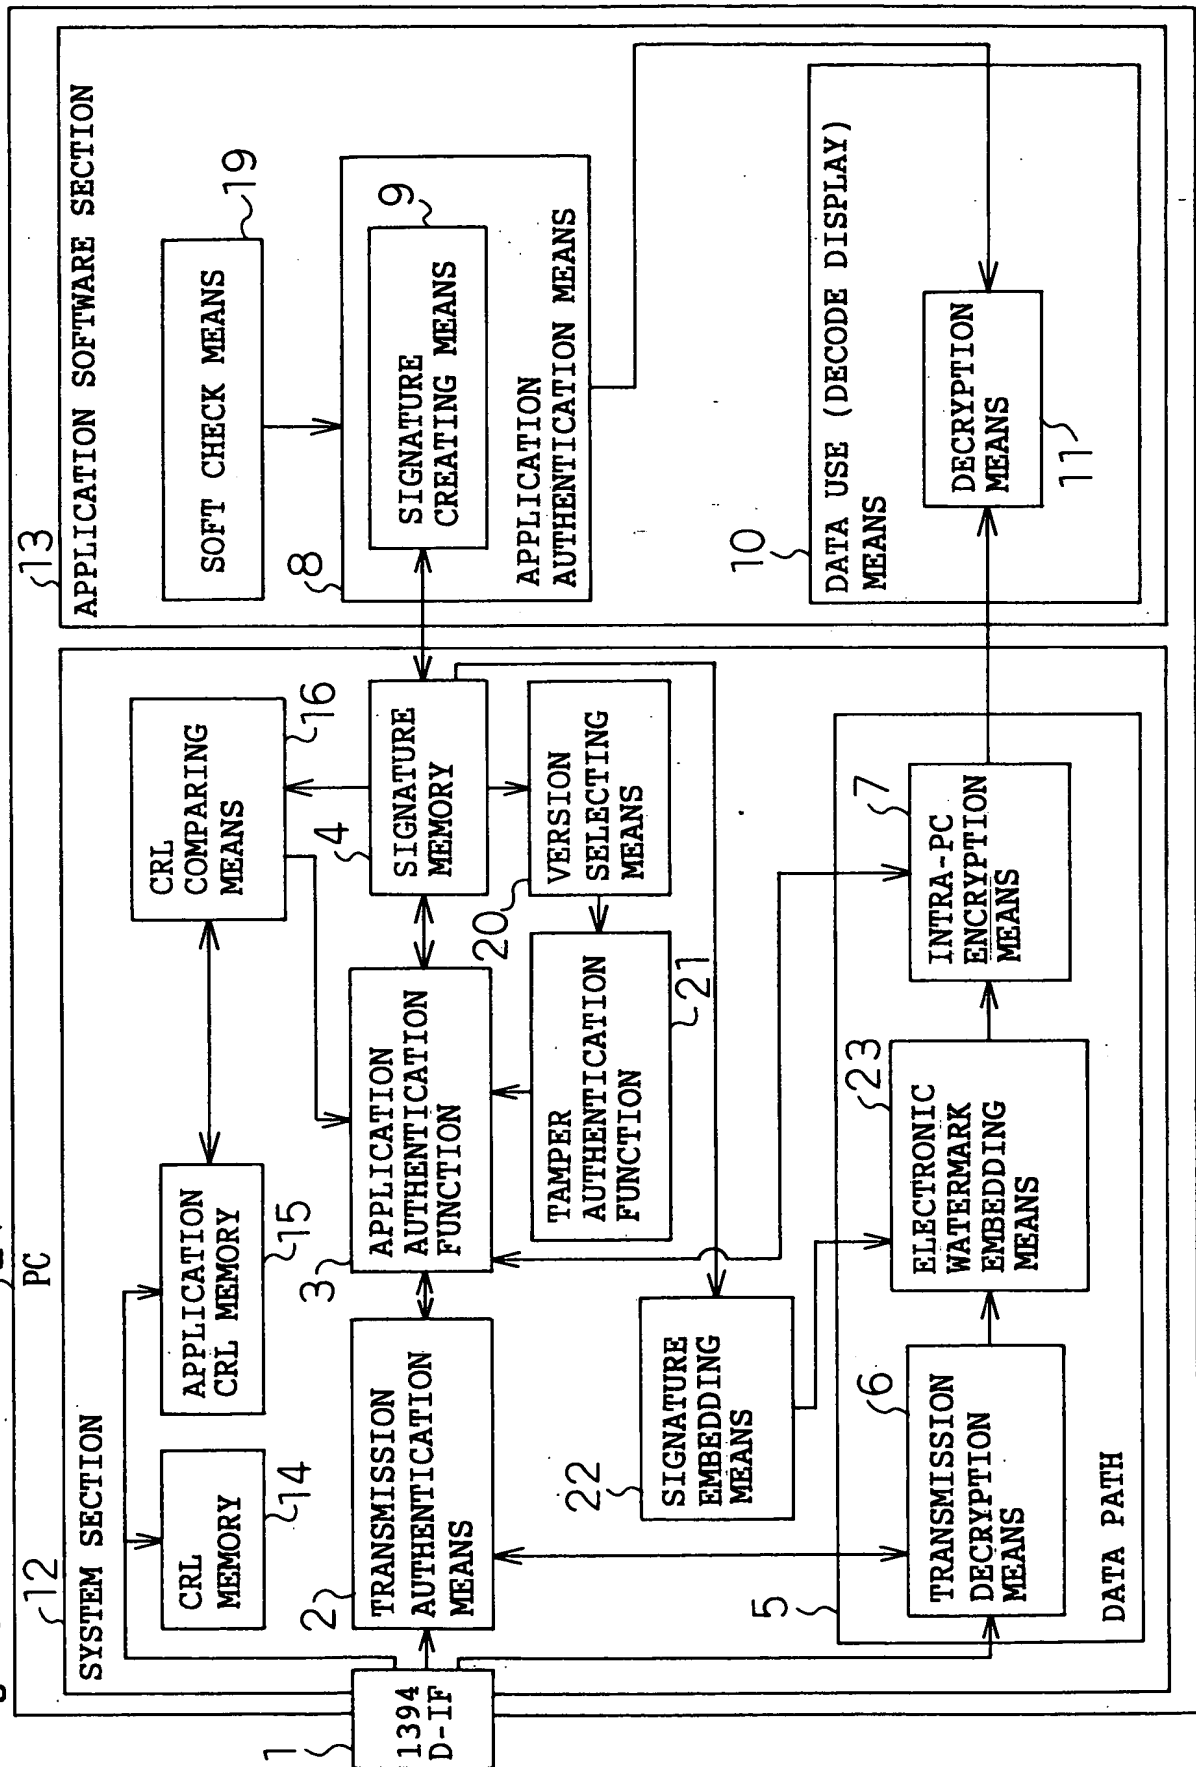 PC
12
SYSTEM SECTION
1
1394
D-IF
CRL
MEMORY
14
APPLICATION
CRL MEMORY
15
CRL
COMPARING
MEANS
16
2
TRANSMISSION
AUTHENTICATION
MEANS
3
APPLICATION
AUTHENTICATION
FUNCTION
4
SIGNATURE
MEMORY
20
VERSION
SELECTING
MEANS
TAMPER
AUTHENTICATION
FUNCTION
21
22
SIGNATURE
EMBEDDING
MEANS
5
TRANSMISSION
DECRYPTION
MEANS
6
ELECTRONIC
WATERMARK
EMBEDDING
MEANS
23
INTRA-PC
ENCRYPTION
MEANS
7
DATA PATH
13
APPLICATION SOFTWARE SECTION
SOFT CHECK MEANS
19
8
SIGNATURE
CREATING MEANS
9
APPLICATION
AUTHENTICATION MEANS
10
DATA USE (DECODE DISPLAY)
MEANS
DECRYPTION
MEANS
11